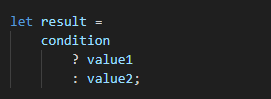 let result =
    condition
        ? value1
        : value2;